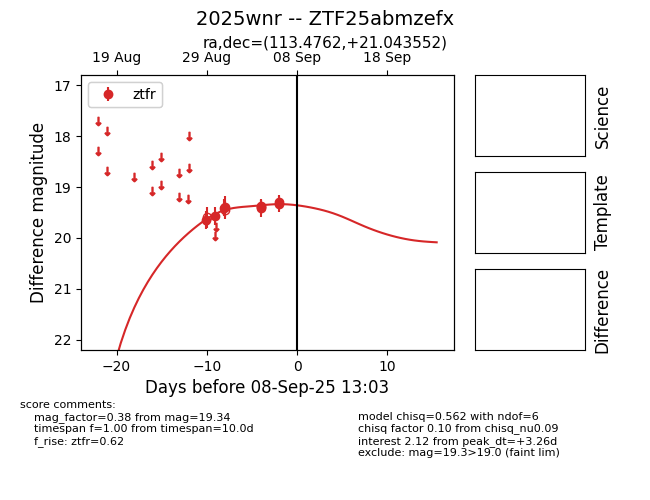 2025wnr -- ZTF25abmzefx
ra,dec=(113.4762,+21.043552)
19 Aug 29 Aug 08 Sep 18 Sep
ztfr
17
18
19
20
21
22
Difference magnitude
−20 −10 0 10
Days before 08-Sep-25 13:03
Science
Template
Difference
score comments:
mag_factor=0.38 from mag=19.34
timespan f=1.00 from timespan=10.0d
f_rise: ztfr=0.62
model chisq=0.562 with ndof=6
chisq factor 0.10 from chisq_nu0.09
interest 2.12 from peak_dt=+3.26d
exclude: mag=19.3>19.0 (faint lim)